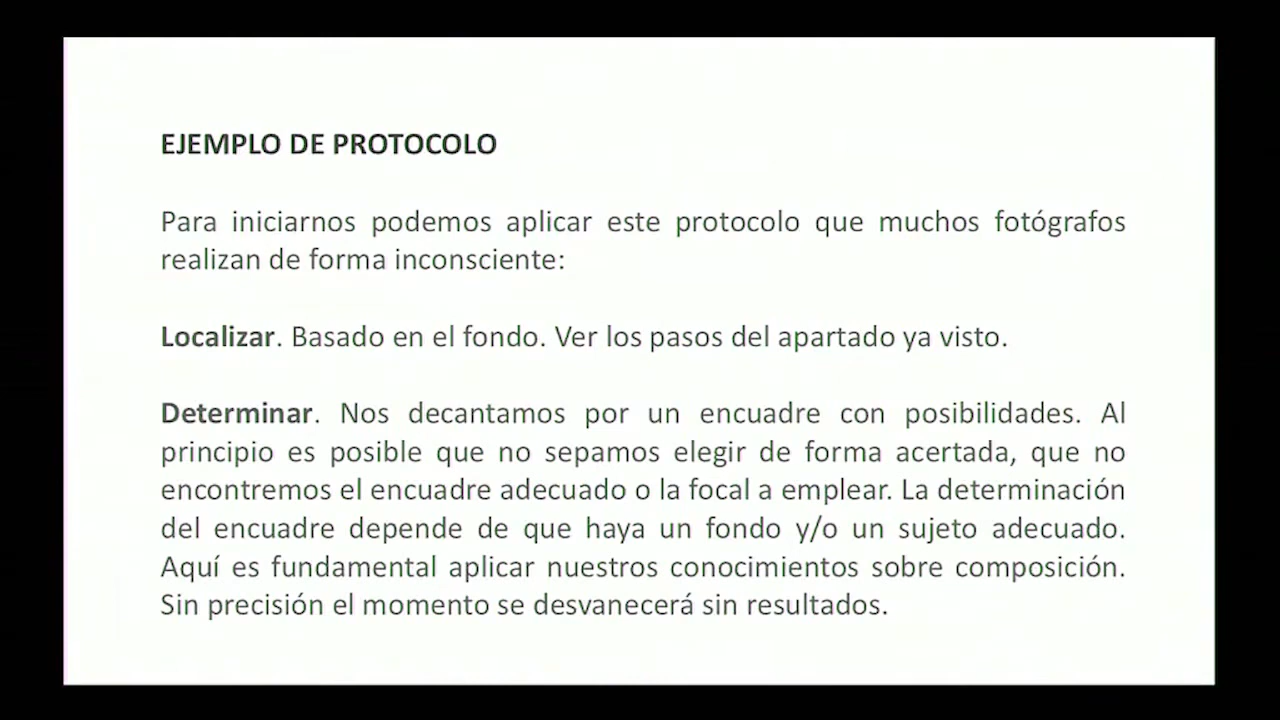 EJEMPLO DE PROTOCOLO
Para iniciarnos podemos aplicar este protocolo que muchos fotógrafos
realizan de forma inconsciente:
Localizar. Basado en el fondo. Ver los pasos del apartado ya visto.
Determinar. Nos decantamos por un encuadre con posibilidades. Al
principio es posible que no sepamos elegir de forma acertada, que no
encontremos el encuadre adecuado o la focal a emplear. La determinación
del encuadre depende de que haya un fondo y/o un sujeto adecuado.
Aquí es fundamental aplicar nuestros conocimientos sobre composición.
Sin precisión el momento se desvanecerá sin resultados.